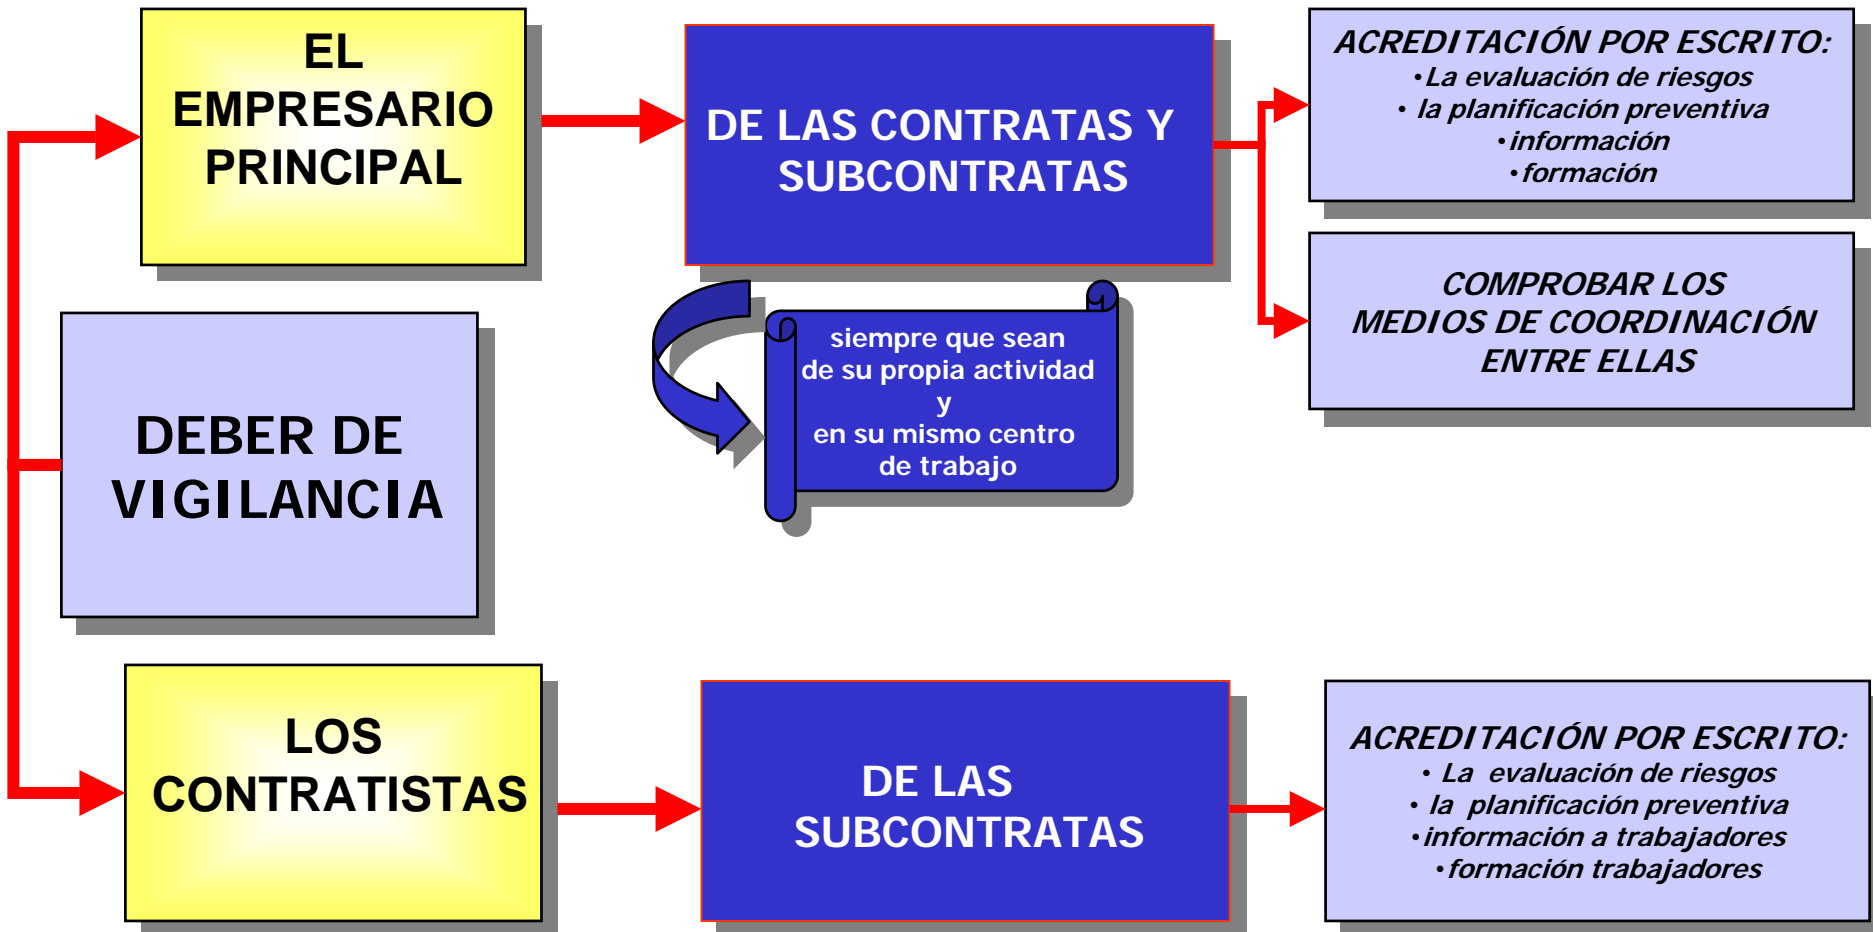 EL
EMPRESARIO
PRINCIPAL
DE LAS CONTRATAS Y
SUBCONTRATAS
ACREDITACIÓN POR ESCRITO:
•La evaluación de riesgos
• la planificación preventiva
•información
•formación
COMPROBAR LOS
MEDIOS DE COORDINACIÓN
ENTRE ELLAS
siempre que sean
de su propia actividad
y
en su mismo centro
de trabajo
DEBER DE
VIGILANCIA
LOS
CONTRATISTAS
DE LAS
SUBCONTRATAS
ACREDITACIÓN POR ESCRITO:
• La evaluación de riesgos
• la planificación preventiva
•información a trabajadores
•formación trabajadores